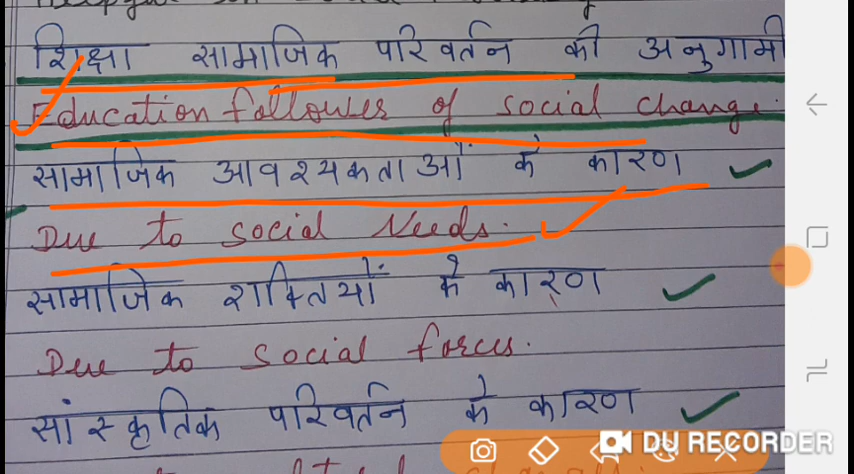 शिक्षा सामाजिक परिवर्तन की अनुगामी
Education followers of social change.
सामाजिक आवश्यकताओं के कारण
Due to social Needs.
सामाजिक शक्तियों के कारण
Due to social forces.
सांस्कृतिक परिवर्तन के कारण
DU RECORDER